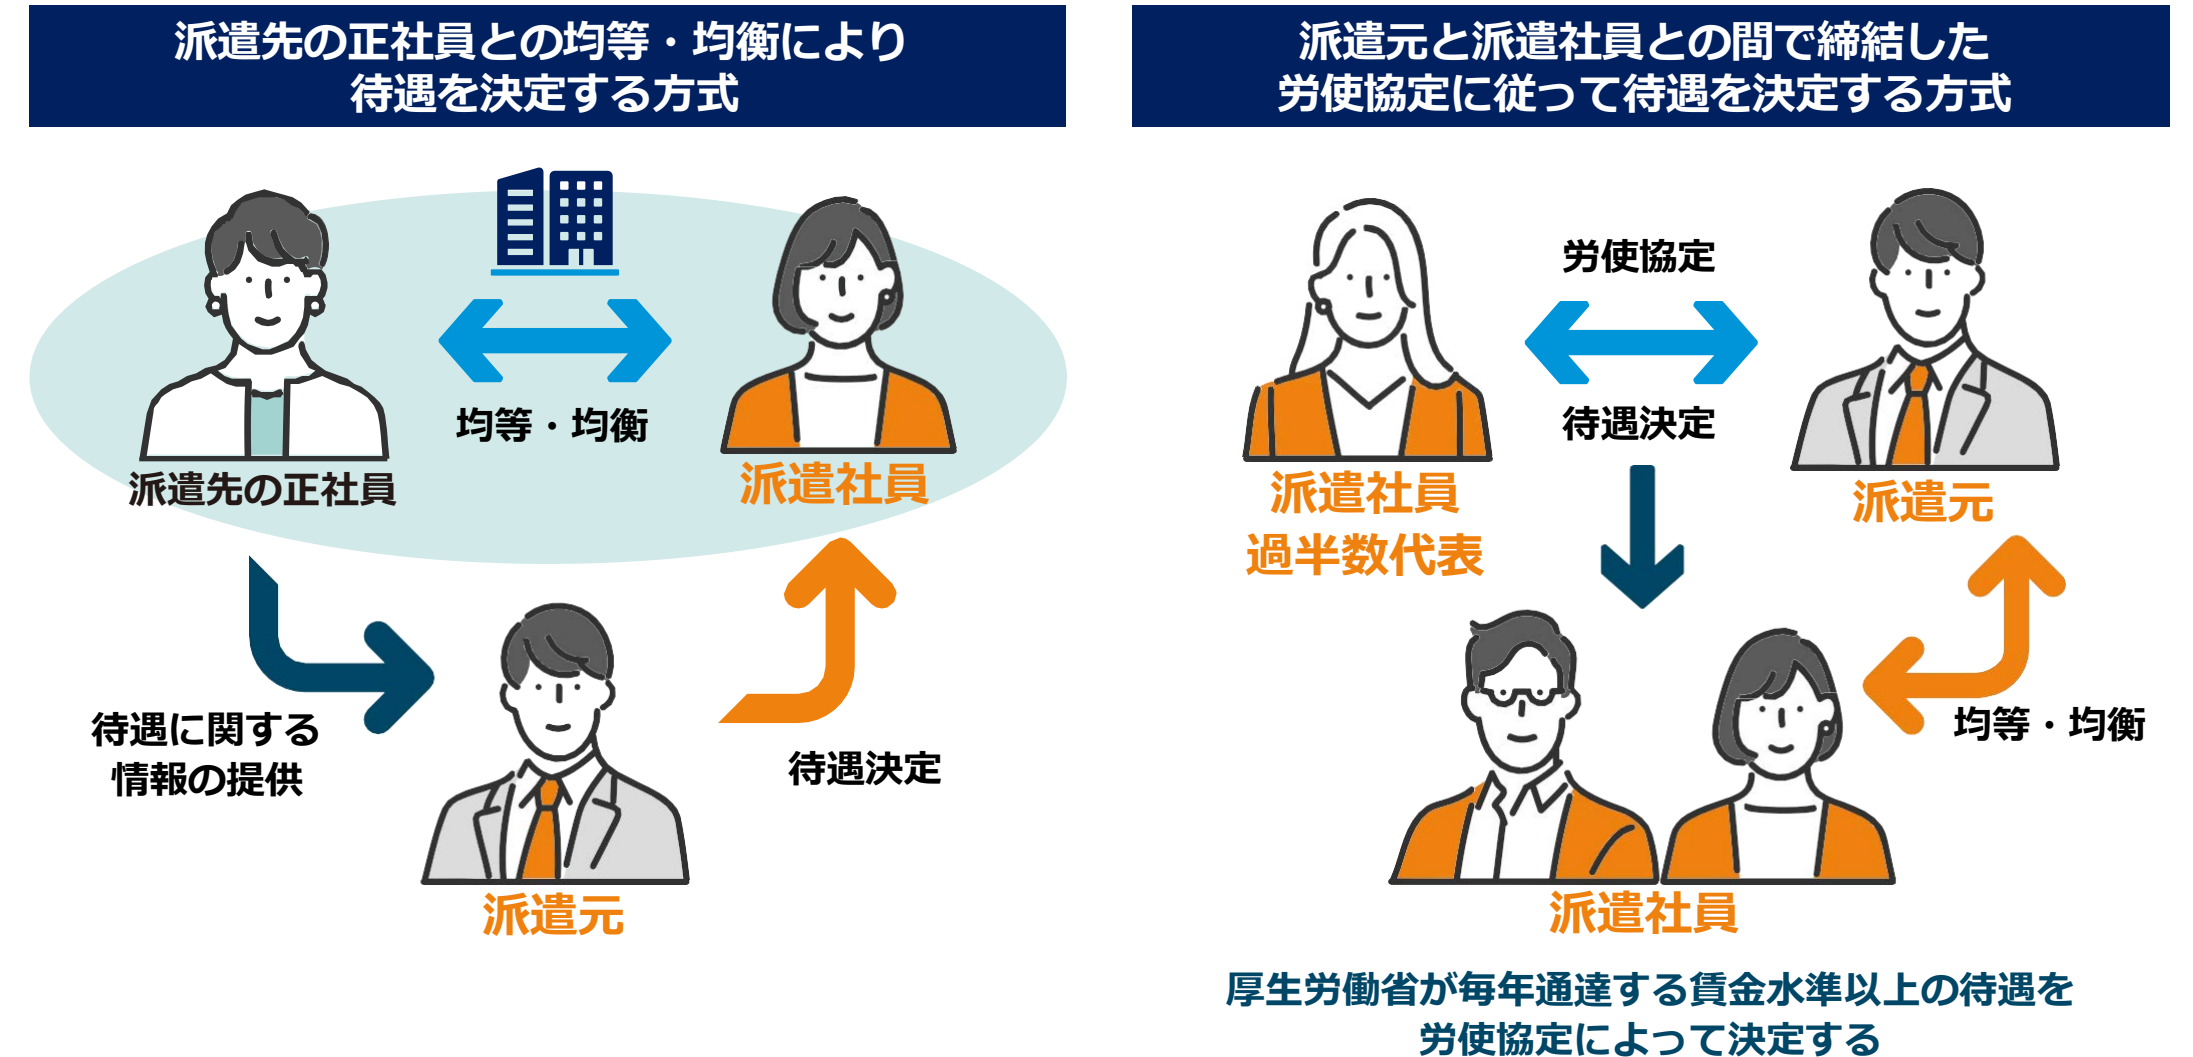 派遣先の正社員との均等・均衡により
待遇を決定する方式
均等・均衡
派遣先の正社員
派遣社員
待遇に関する
情報の提供
待遇決定
派遣元
派遣元と派遣社員との間で締結した
労使協定に従って待遇を決定する方式
労使協定
待遇決定
派遣社員
過半数代表
派遣元
均等・均衡
派遣社員
厚生労働省が毎年通達する賃金水準以上の待遇を
労使協定によって決定する